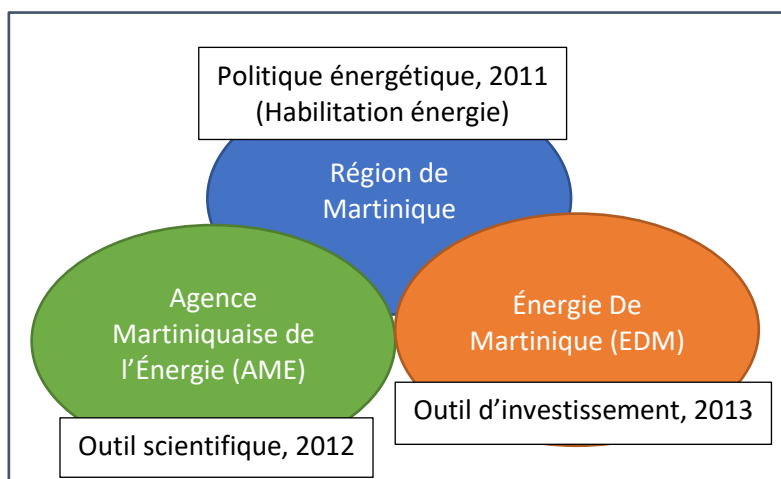 Politique énergétique, 2011
(Habilitation énergie)
Région de
Martinique
Agence
Martiniquaise de
l’Énergie (AME)
Énergie De
Martinique (EDM)
Outil d’investissement, 2013
Outil scientifique, 2012